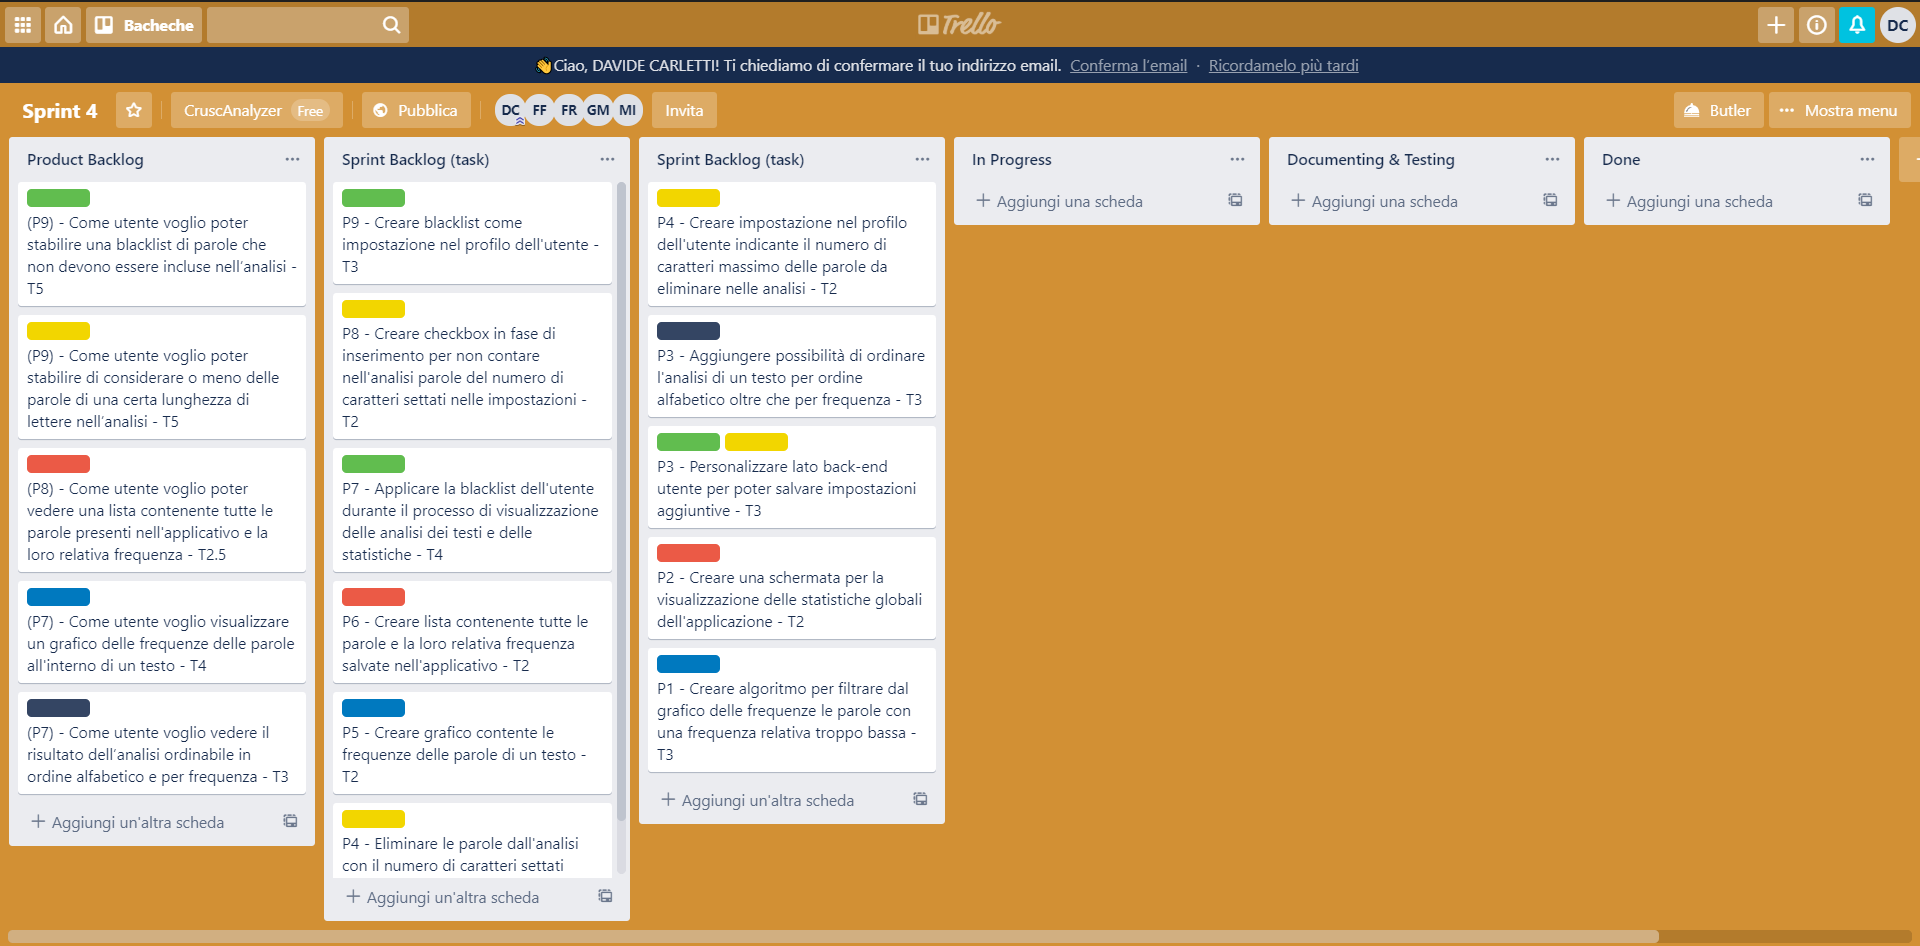 Bacheche
Trello
👋Ciao, DAVIDE CARLETTI! Ti chiediamo di confermare il tuo indirizzo email. Conferma l'email · Ricordamelo più tardi
DC
Sprint 4
CruscAnalyzer Free
Pubblica
DC FF FR GM MI
Invita
Butler
Mostra menu
Product Backlog
(P9) - Come utente voglio poter
stabilire una blacklist di parole che
non devono essere incluse nell'analisi -
T5
(P9) - Come utente voglio poter
stabilire di considerare o meno delle
parole di una certa lunghezza di
lettere nell'analisi - T5
(P8) - Come utente voglio poter
vedere una lista contenente tutte le
parole presenti nell'applicativo e la
loro relativa frequenza - T2.5
(P7) - Come utente voglio visualizzare
un grafico delle frequenze delle parole
all'interno di un testo - T4
(P7) - Come utente voglio vedere il
risultato dell'analisi ordinabile in
ordine alfabetico e per frequenza - T3
Aggiungi un'altra scheda
Sprint Backlog (task)
P9 - Creare blacklist come
impostazione nel profilo dell'utente -
T3
P8 - Creare checkbox in fase di
inserimento per non contare
nell'analisi parole del numero di
caratteri settati nelle impostazioni -
T2
P7 - Applicare la blacklist dell'utente
durante il processo di visualizzazione
delle analisi dei testi e delle
statistiche - T4
P6 - Creare lista contenente tutte le
parole e la loro relativa frequenza
salvate nell'applicativo - T2
P5 - Creare grafico contente le
frequenze delle parole di un testo -
T2
P4 - Eliminare le parole dall'analisi
con il numero di caratteri settati
Aggiungi un'altra scheda
Sprint Backlog (task)
P4 - Creare impostazione nel profilo
dell'utente indicante il numero di
caratteri massimo delle parole da
eliminare nelle analisi - T2
P3 - Aggiungere possibilità di ordinare
l'analisi di un testo per ordine
alfabetico oltre che per frequenza - T3
P3 - Personalizzare lato back-end
utente per poter salvare impostazioni
aggiuntive - T3
P2 - Creare una schermata per la
visualizzazione delle statistiche globali
dell'applicazione - T2
P1 - Creare algoritmo per filtrare dal
grafico delle frequenze le parole con
una frequenza relativa troppo bassa -
T3
Aggiungi un'altra scheda
In Progress
Aggiungi una scheda
Documenting & Testing
Aggiungi una scheda
Done
Aggiungi una scheda